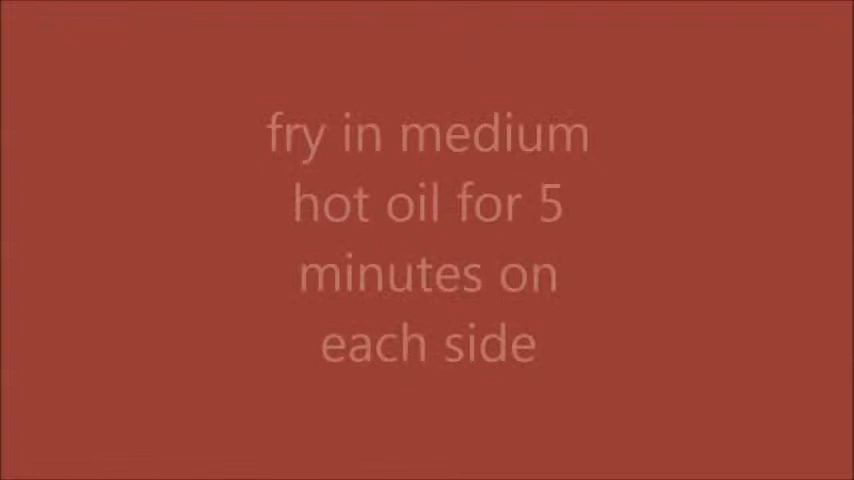 fry in medium
hot oil for 5
minutes on
each side